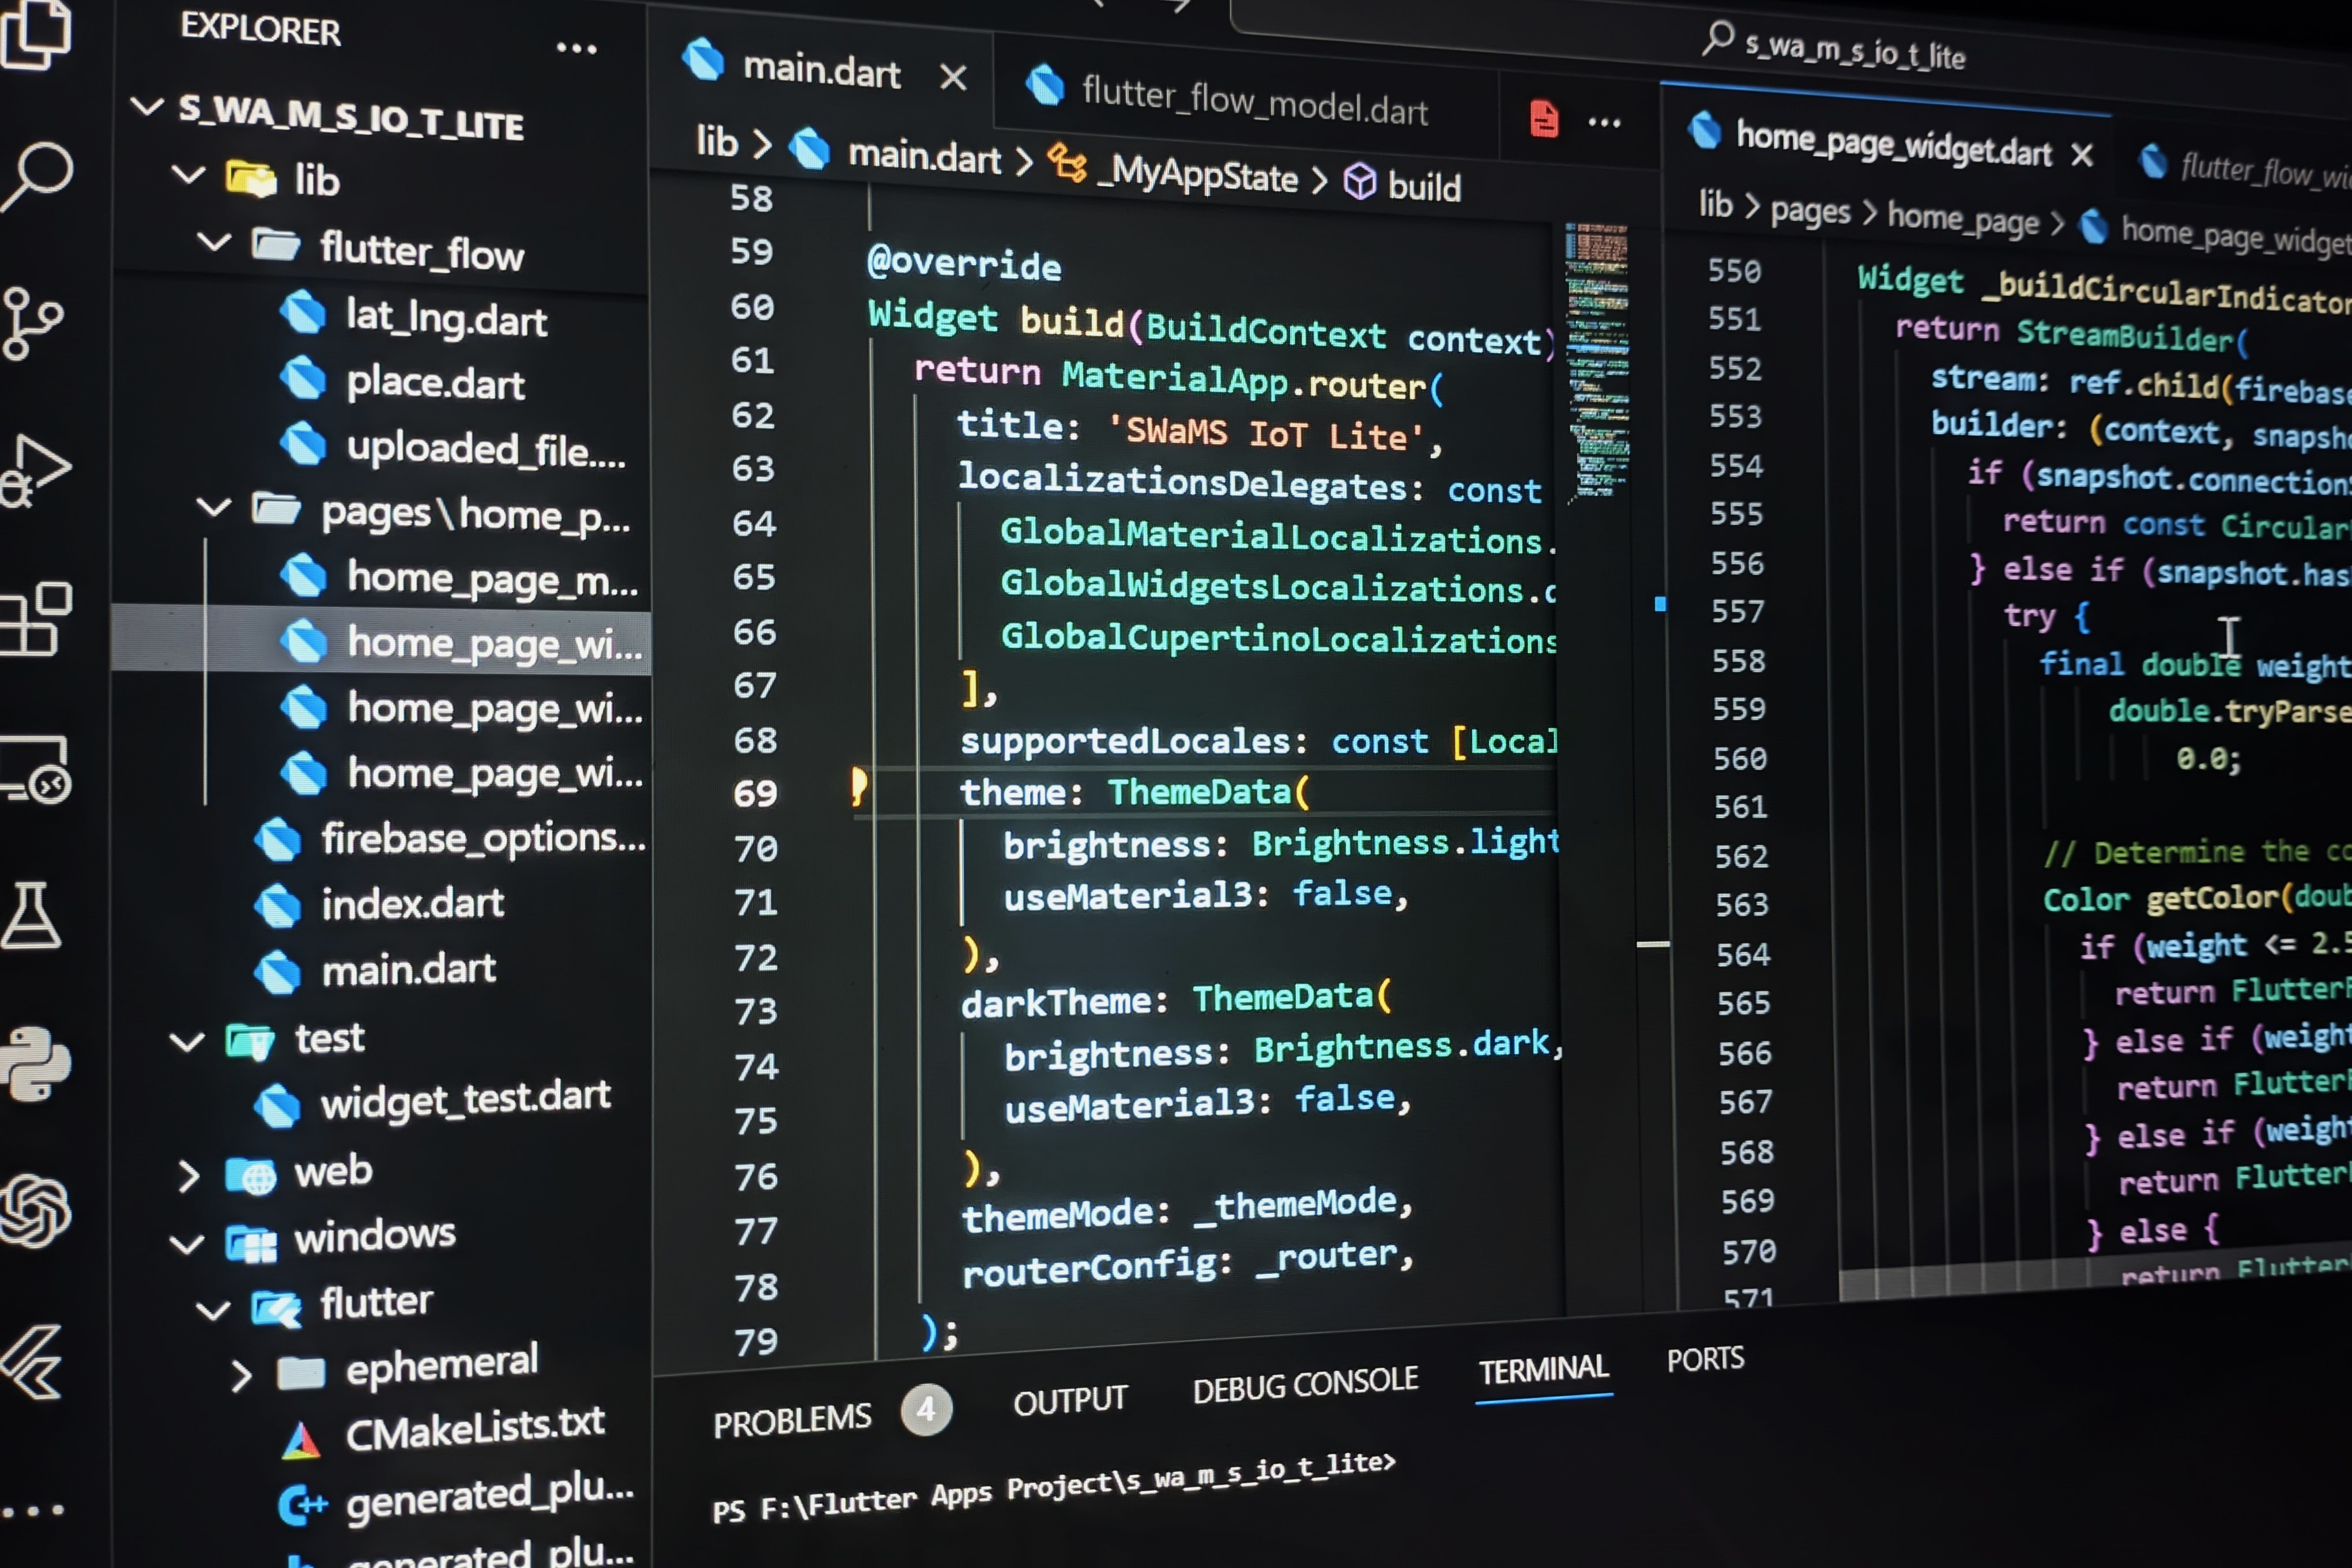 EXPLORER
S_WA_M_S_IO_T_LITE
lib
flutter_flow
lat_lng.dart
place.dart
uploaded_file....
pages\home_p...
home_page_m...
home_page_wi...
home_page_wi...
home_page_wi...
firebase_options...
index.dart
main.dart
test
widget_test.dart
web
windows
flutter
ephemeral
CMakeLists.txt
generated_plu...
generated_plu...
s_wa_m_s_io_t_lite
main.dart
flutter_flow_model.dart
lib > main.dart > _MyAppState > build
58
59 @override
60 Widget build(BuildContext context)
61 return MaterialApp.router(
62 title: 'SWaMS IoT Lite',
63 localizationsDelegates: const
64 GlobalMaterialLocalizations.
65 GlobalWidgetsLocalizations.
66 GlobalCupertinoLocalizations
67 ],
68 supportedLocales: const [Local
69 theme: ThemeData(
70 brightness: Brightness.light
71 useMaterial3: false,
72 ),
73 darkTheme: ThemeData(
74 brightness: Brightness.dark,
75 useMaterial3: false,
76 ),
77 themeMode: _themeMode,
78 routerConfig: _router,
79 );
home_page_widget.dart
flutter_flow_wi
lib > pages > home_page > home_page_widget
550 Widget _buildCircularIndicator
551 return StreamBuilder(
552 stream: ref.child(firebase
553 builder: (context, snapsho
554 if (snapshot.connection
555 return const Circular
556 } else if (snapshot.has
557 try {
558 final double weight
559 double.tryParse
560 0.0;
561
562 // Determine the co
563 Color getColor(doub
564 if (weight <= 2.5
565 return FlutterF
566 } else if (weight
567 return FlutterF
568 } else if (weight
569 return FlutterF
570 } else {
571 return Flutter
PROBLEMS 4 OUTPUT DEBUG CONSOLE TERMINAL PORTS
PS F:\Flutter Apps Project\s_wa_m_s_io_t_lite>